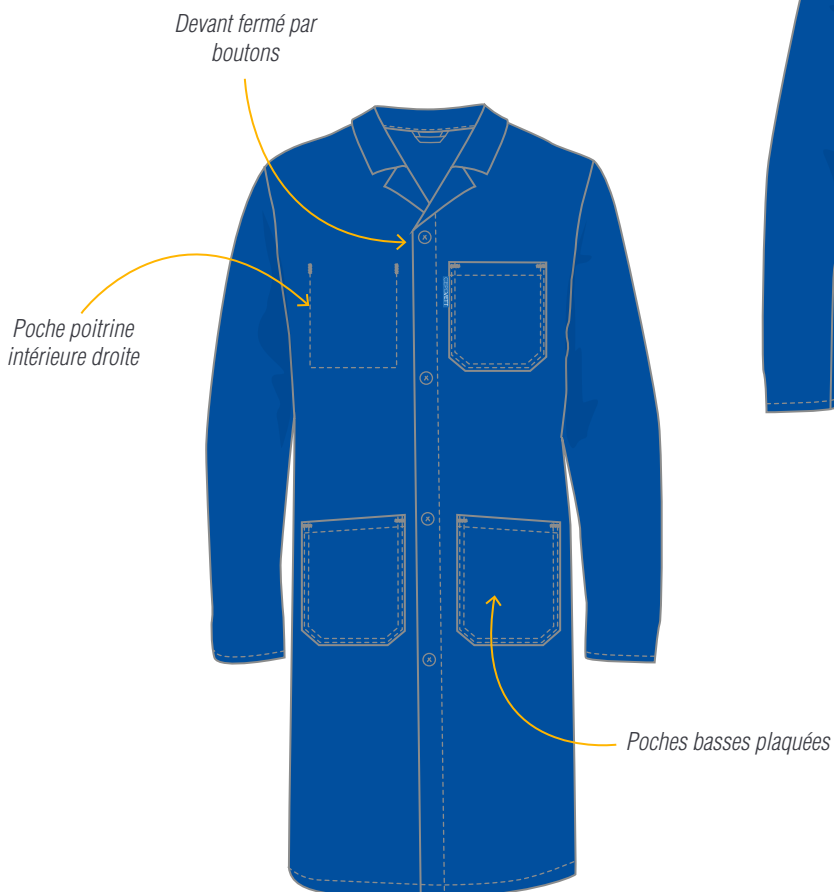 Devant fermé par
boutons
Poche poitrine
intérieure droite
Poches basses plaquées